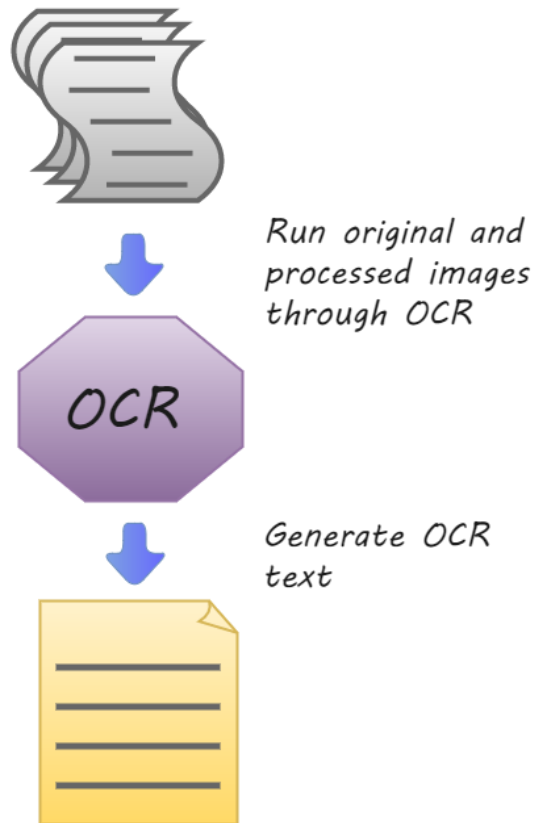 Run original and
processed images
through OCR
OCR
Generate OCR
text